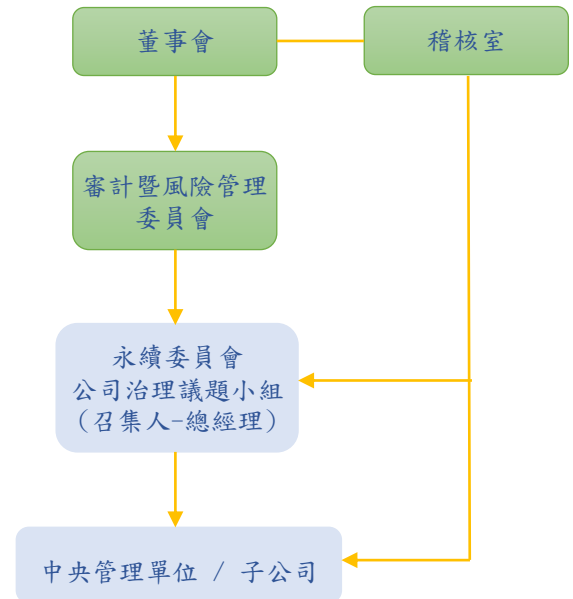 董事會
稽核室
審計暨風險管理
委員會
永續委員會
公司治理議題小組
(召集人-總經理)
中央管理單位 / 子公司